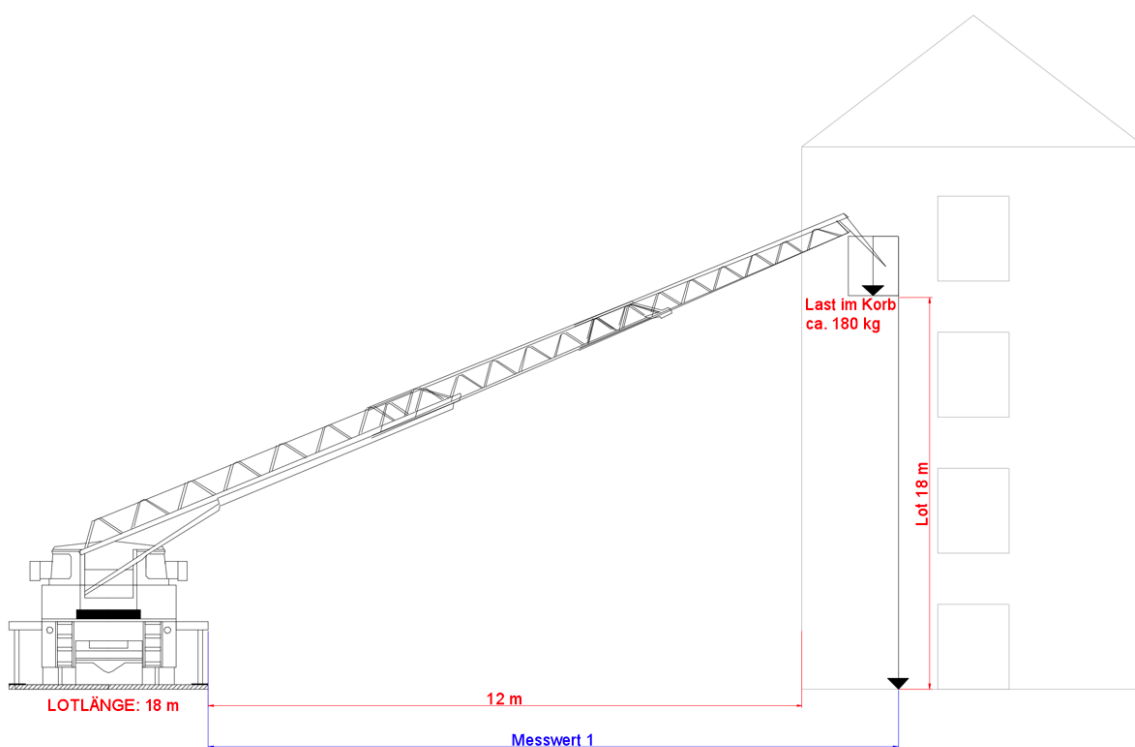 Last im Korb
ca. 180 kg
Lot 18 m
LOTLÄNGE: 18 m
12 m
Messwert 1